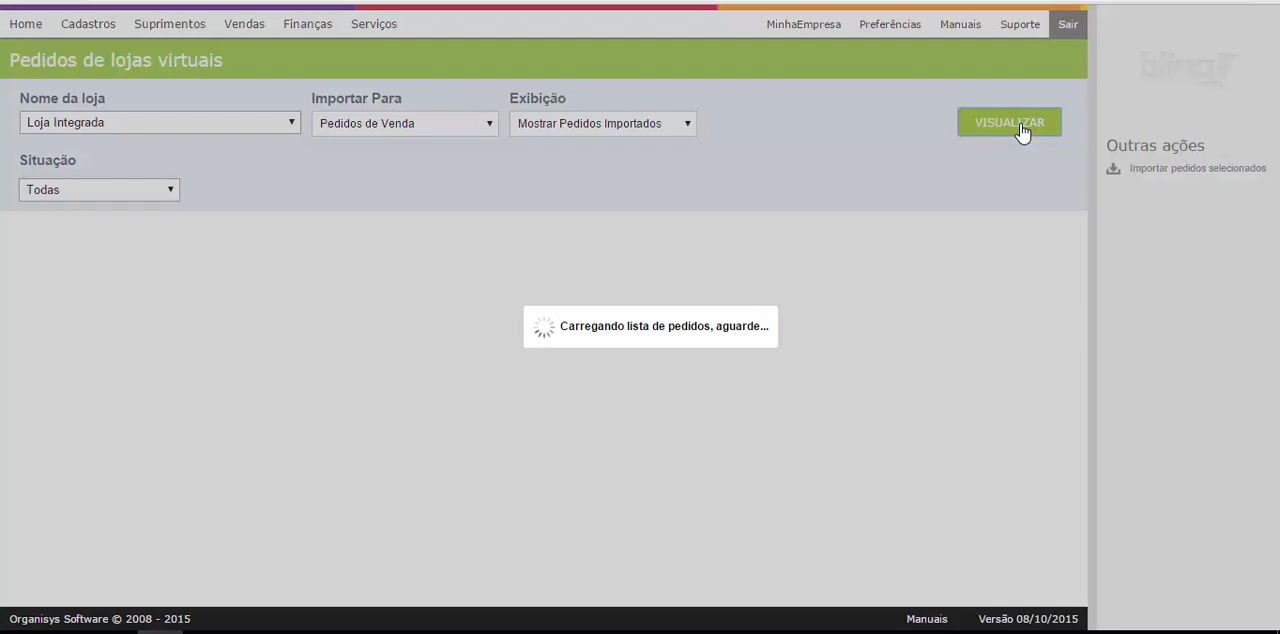 Home Cadastros Suprimentos Vendas Finanças Serviços MinhaEmpresa Preferências Manuais Suporte Sair
Pedidos de lojas virtuais
bling!
Nome da loja Importar Para Exibição
Loja Integrada Pedidos de Venda Mostrar Pedidos Importados VISUALIZAR
Outras ações
Importar pedidos selecionados
Situação
Todas
Carregando lista de pedidos, aguarde...
Organisys Software © 2008 - 2015 Manuais Versão 08/10/2015